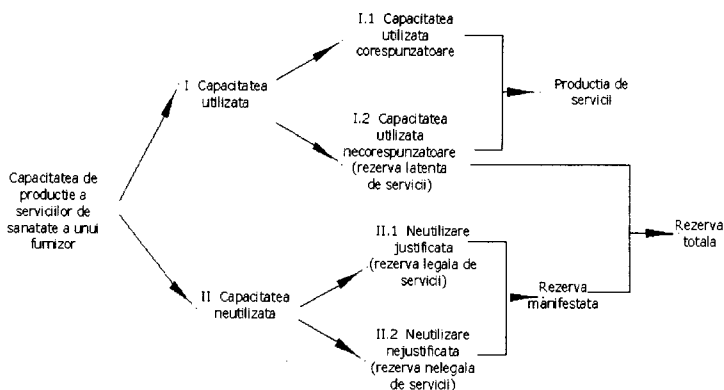 Capacitatea de
productie a
serviciilor de
sanatate a unui
furnizor
I Capacitatea
utilizata
II Capacitatea
neutilizata
I.1 Capacitatea
utilizata
corespunzatoare
I.2 Capacitatea
utilizata
necorespunzatoare
(rezerva latenta
de servicii)
II.1 Neutilizare
justificata
(rezerva legala de
servicii)
II.2 Neutilizare
nejustificata
(rezerva nelegala
de servicii)
Productia de
servicii
Rezerva
manifestata
Rezerva
totala